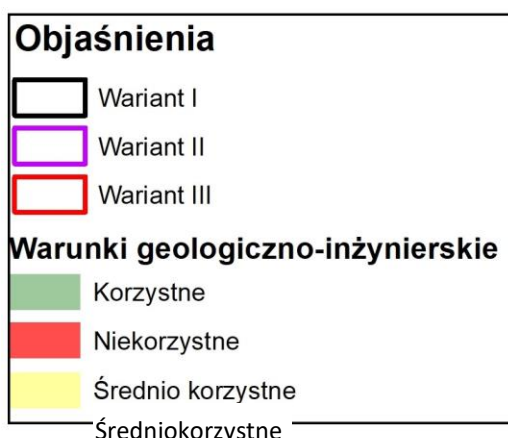 Objaśnienia
Wariant I
Wariant II
Wariant III
Warunki geologiczno-inżynierskie
Korzystne
Niekorzystne
Średnio korzystne
Średniokorzystne